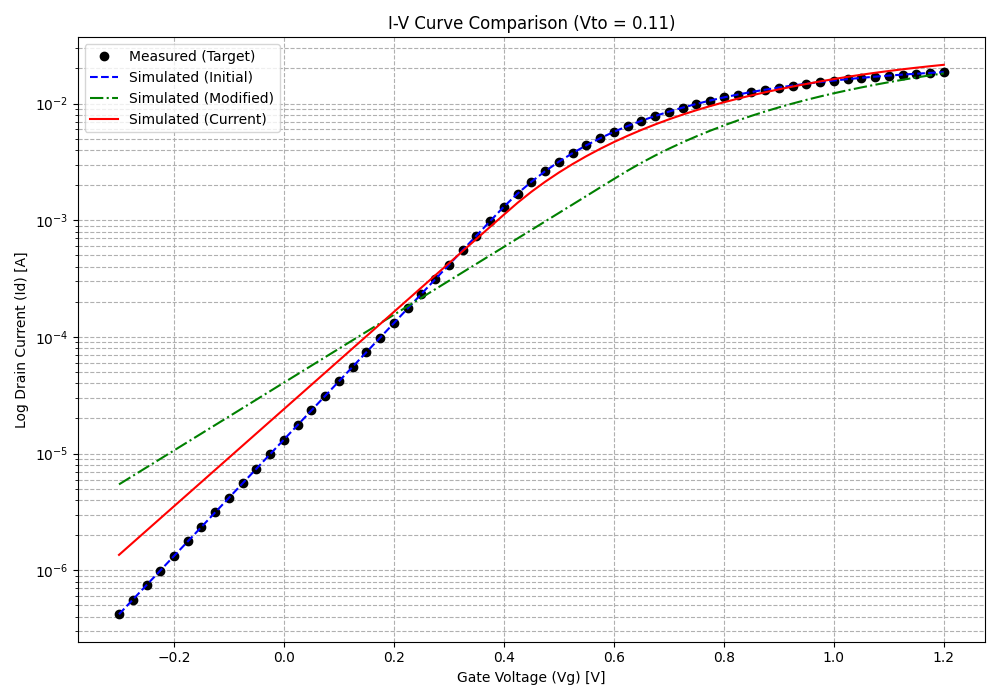 I-V Curve Comparison (Vto = 0.11)
Measured (Target)
Simulated (Initial)
Simulated (Modified)
Simulated (Current)
Log Drain Current (Id) [A]
10⁻²
10⁻³
10⁻⁴
10⁻⁵
10⁻⁶
−0.2 0.0 0.2 0.4 0.6 0.8 1.0 1.2
Gate Voltage (Vg) [V]